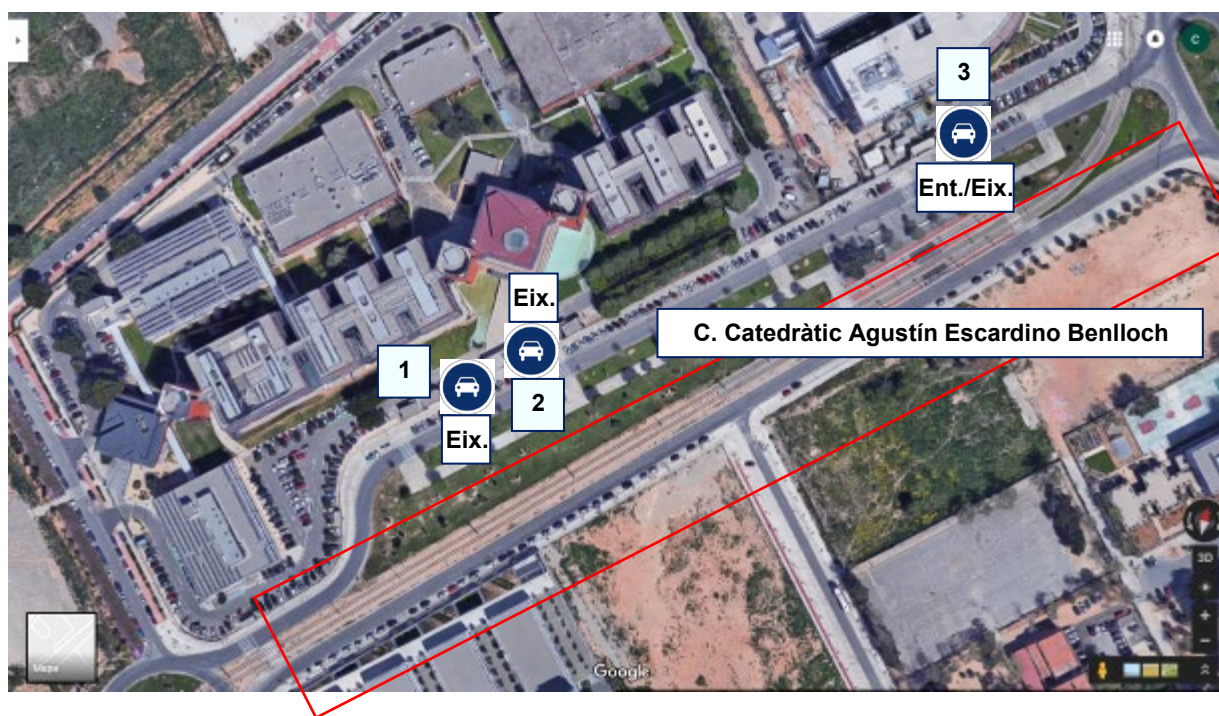 C
3
Ent./Eix.
Eix.
C. Catedràtic Agustín Escardino Benlloch
1
2
Eix.
3D
Google
Mapa